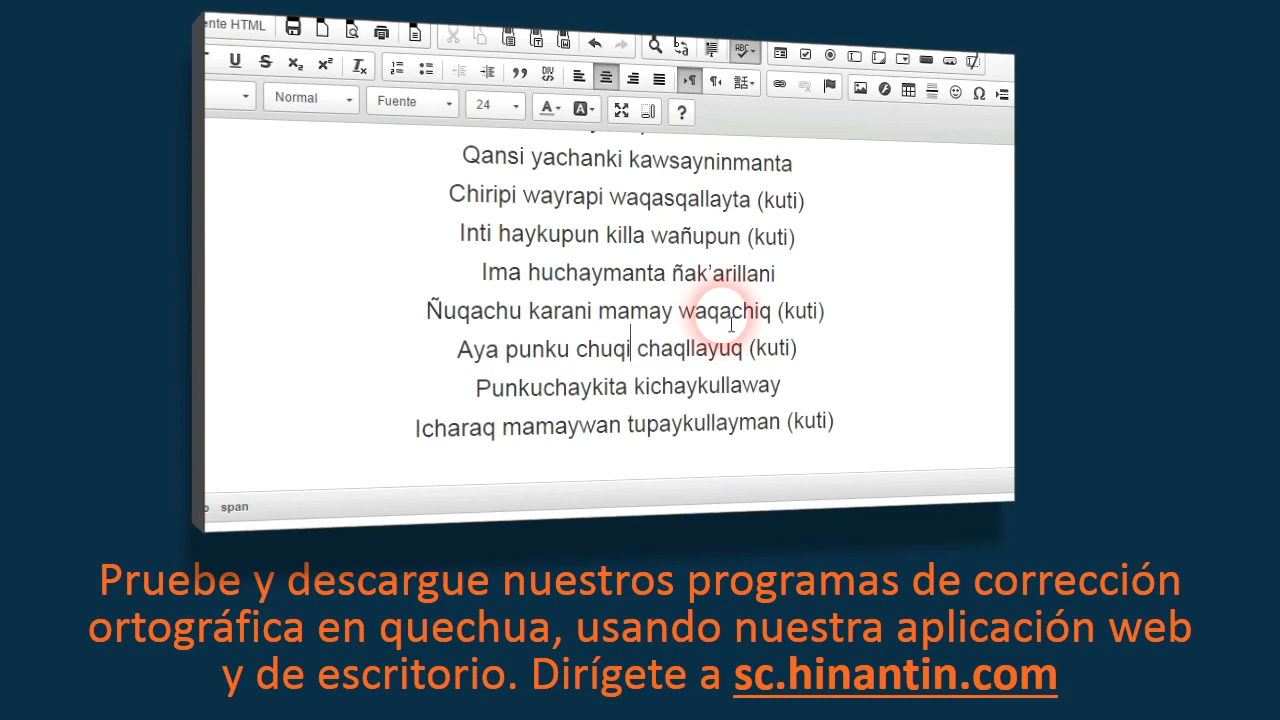 ente HTML
Normal Fuente 24
Qansi yachanki kawsayninmanta
Chiripi wayrapi waqasqallayta (kuti)
Inti haykupun killa wañupun (kuti)
Ima huchaymanta ñak’arillani
Ñuqachu karani mamay waqachiq (kuti)
Aya punku chuqi chaqllayuq (kuti)
Punkuchaykita kichaykullaway
Icharaq mamaywan tupaykullayman (kuti)
span
Pruebe y descargue nuestros programas de corrección
ortográfica en quechua, usando nuestra aplicación web
y de escritorio. Dirígete a sc.hinantin.com